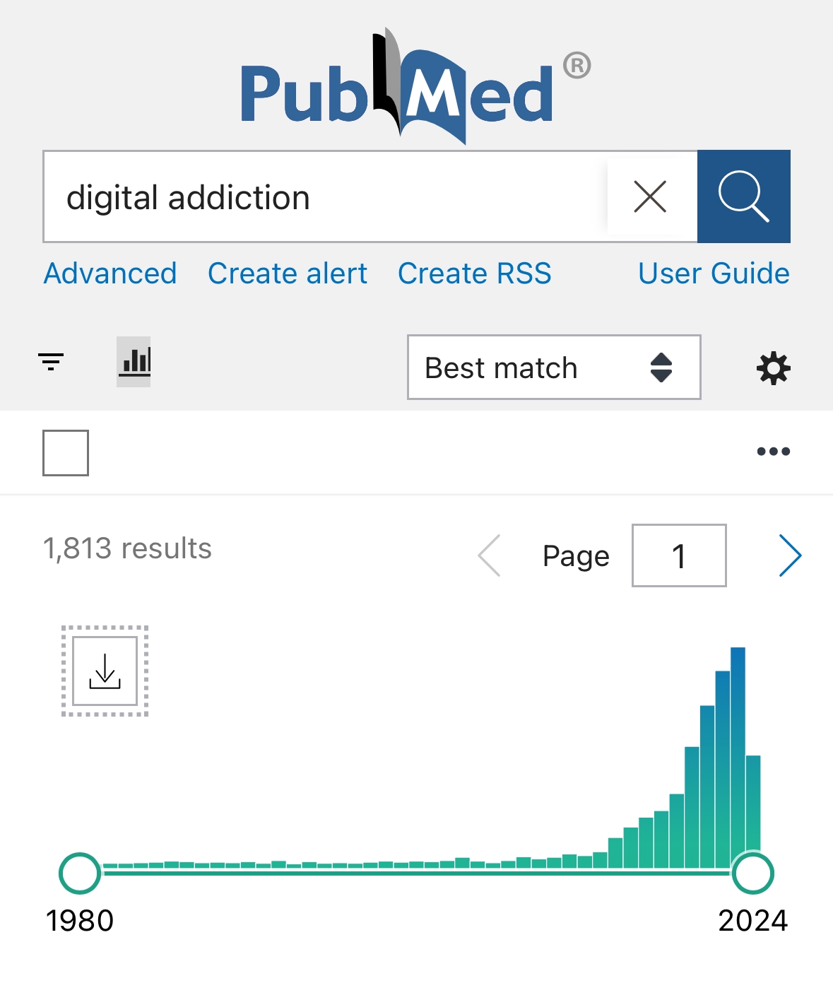 PubMed®
digital addiction
Advanced Create alert Create RSS User Guide
Best match
1,813 results Page 1
1980 2024